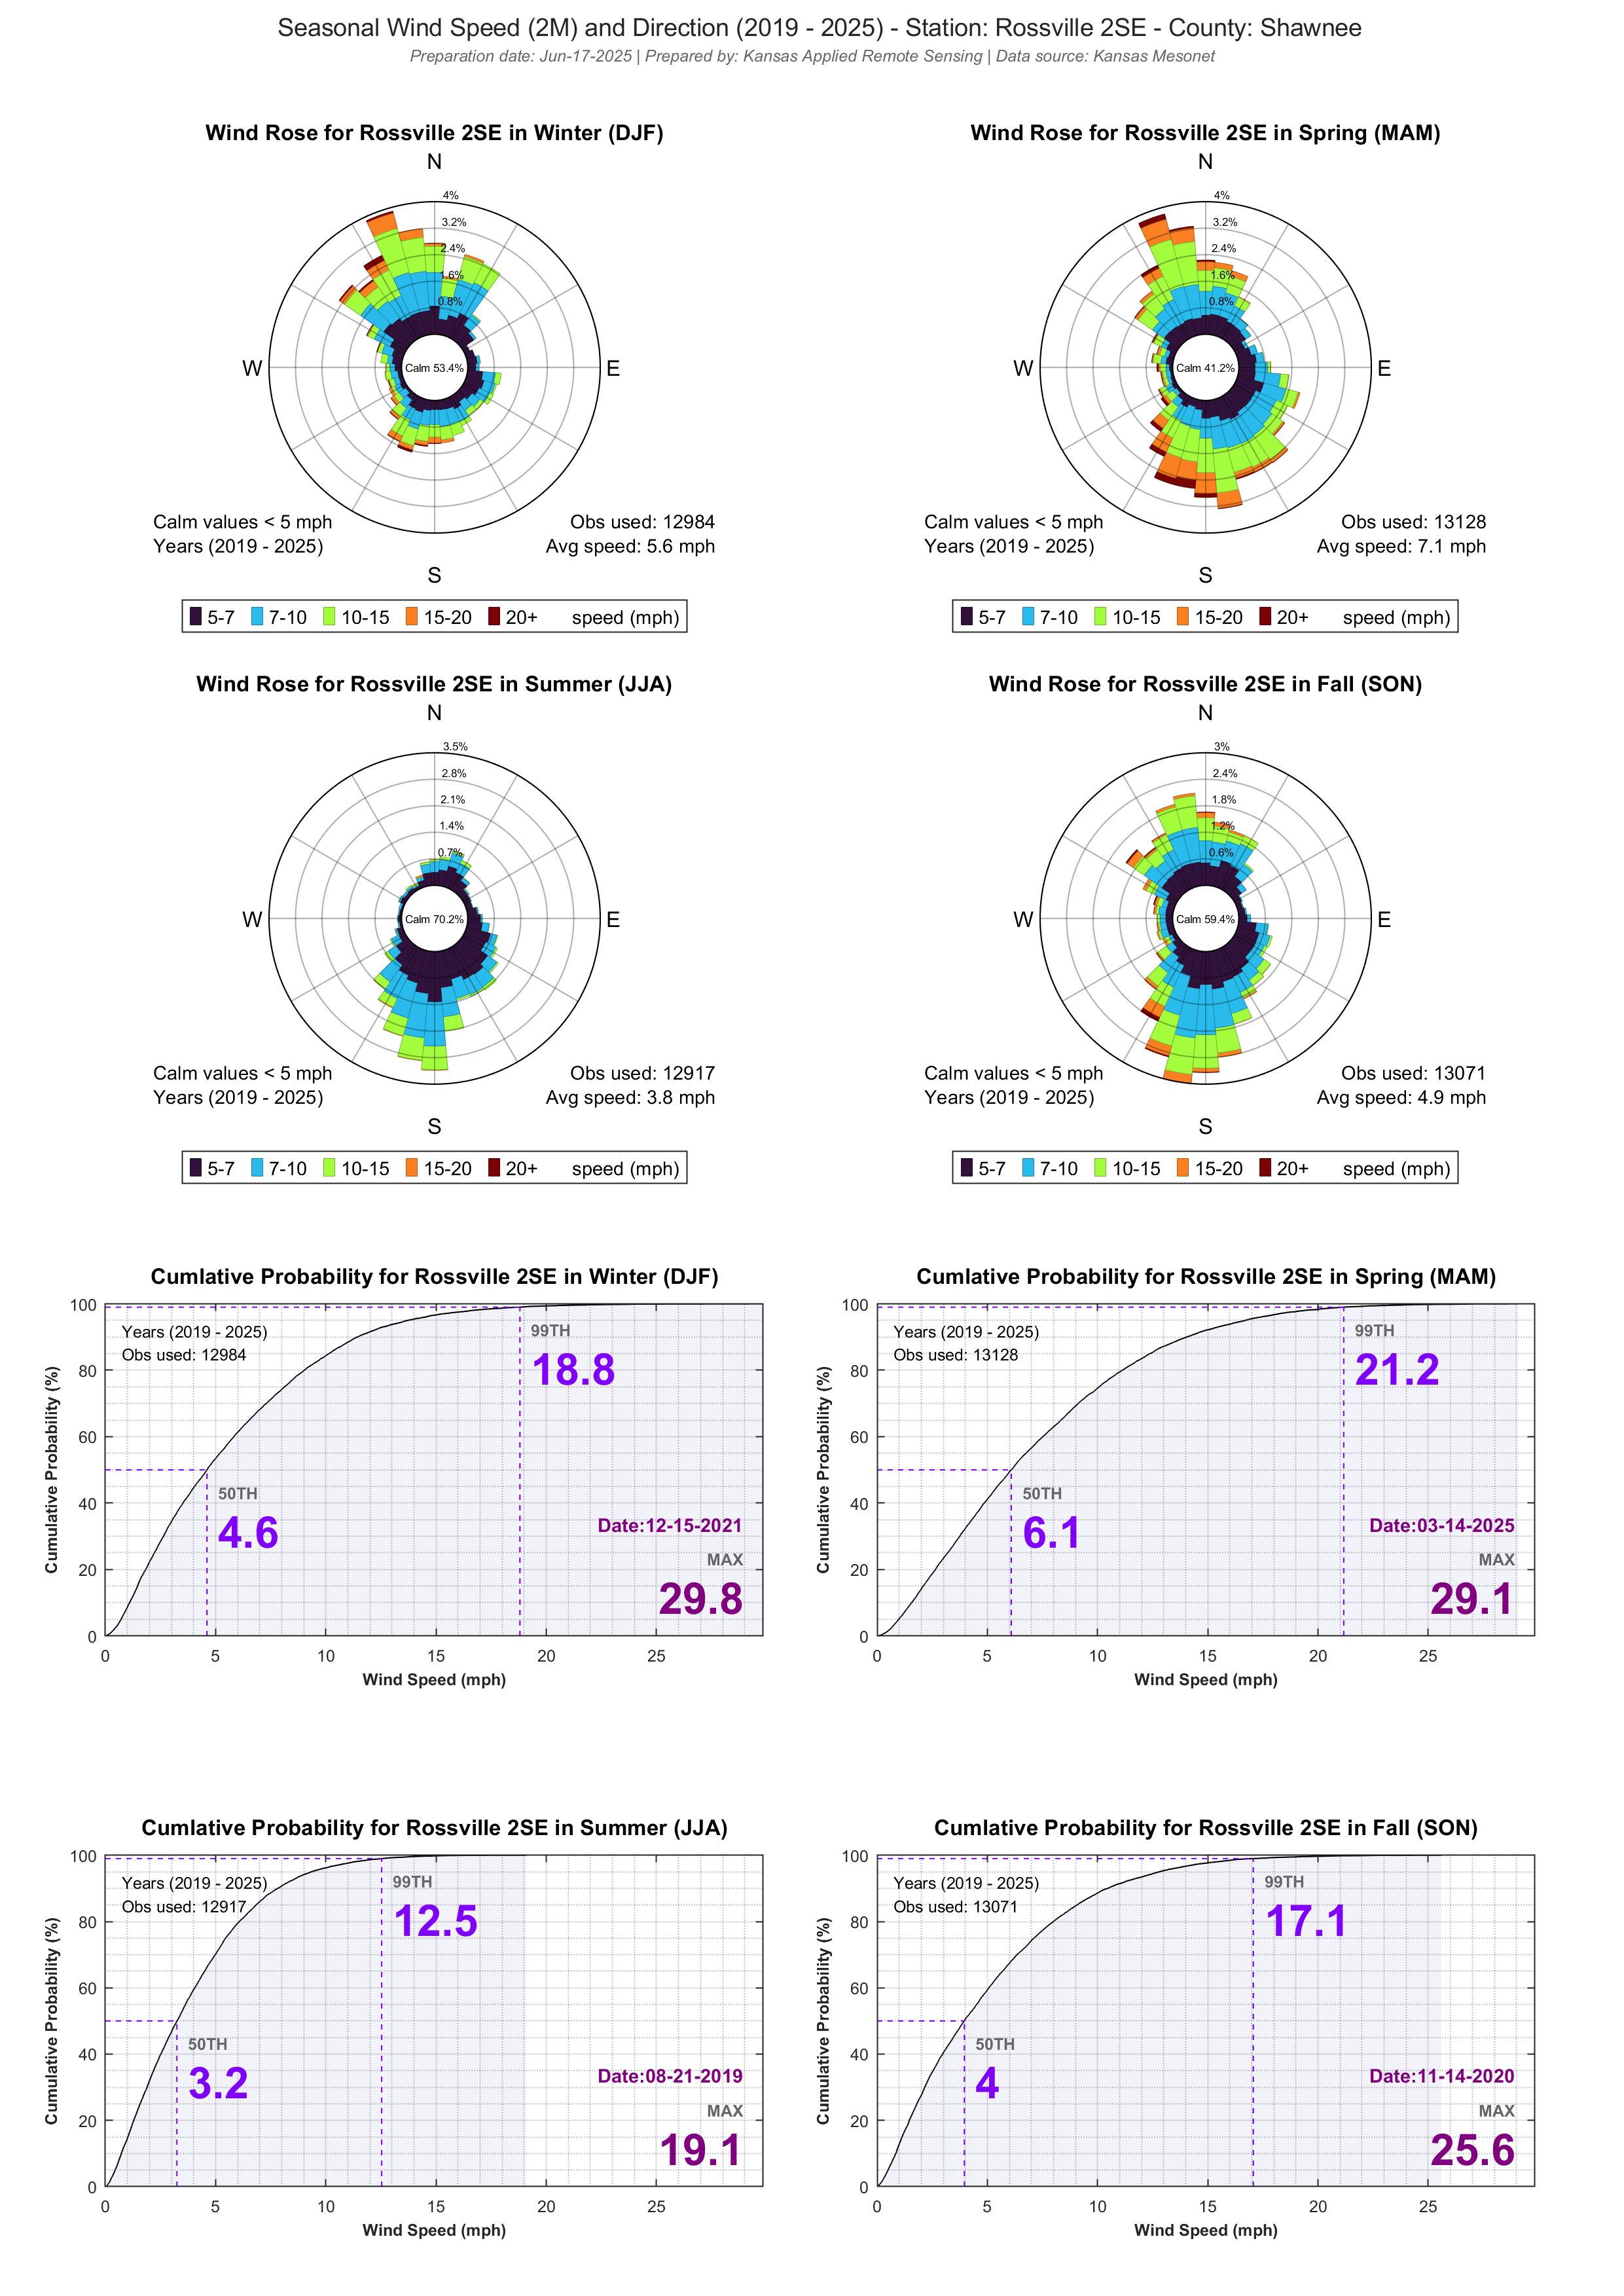 Seasonal Wind Speed (2M) and Direction (2019 - 2025) - Station: Rossville 2SE - County: Shawnee
Preparation date: Jun-17-2025 | Prepared by: Kansas Applied Remote Sensing | Data source: Kansas Mesonet
Wind Rose for Rossville 2SE in Winter (DJF)
N
4%
3.2%
2.4%
1.6%
0.8%
W
Calm 53.4%
E
Calm values < 5 mph
Years (2019 - 2025)
Obs used: 12984
Avg speed: 5.6 mph
S
5-7 7-10 10-15 15-20 20+ speed (mph)
Wind Rose for Rossville 2SE in Spring (MAM)
N
4%
3.2%
2.4%
1.6%
0.8%
W
Calm 41.2%
E
Calm values < 5 mph
Years (2019 - 2025)
Obs used: 13128
Avg speed: 7.1 mph
S
5-7 7-10 10-15 15-20 20+ speed (mph)
Wind Rose for Rossville 2SE in Summer (JJA)
N
3.5%
2.8%
2.1%
1.4%
0.7%
W
Calm 70.2%
E
Calm values < 5 mph
Years (2019 - 2025)
Obs used: 12917
Avg speed: 3.8 mph
S
5-7 7-10 10-15 15-20 20+ speed (mph)
Wind Rose for Rossville 2SE in Fall (SON)
N
3%
2.4%
1.8%
1.2%
0.6%
W
Calm 59.4%
E
Calm values < 5 mph
Years (2019 - 2025)
Obs used: 13071
Avg speed: 4.9 mph
S
5-7 7-10 10-15 15-20 20+ speed (mph)
Cumlative Probability for Rossville 2SE in Winter (DJF)
Cumulative Probability (%)
100
80
60
40
20
0
Years (2019 - 2025)
Obs used: 12984
99TH
18.8
50TH
4.6
Date:12-15-2021
MAX
29.8
0 5 10 15 20 25
Wind Speed (mph)
Cumlative Probability for Rossville 2SE in Spring (MAM)
Cumulative Probability (%)
100
80
60
40
20
0
Years (2019 - 2025)
Obs used: 13128
99TH
21.2
50TH
6.1
Date:03-14-2025
MAX
29.1
0 5 10 15 20 25
Wind Speed (mph)
Cumlative Probability for Rossville 2SE in Summer (JJA)
Cumulative Probability (%)
100
80
60
40
20
0
Years (2019 - 2025)
Obs used: 12917
99TH
12.5
50TH
3.2
Date:08-21-2019
MAX
19.1
0 5 10 15 20 25
Wind Speed (mph)
Cumlative Probability for Rossville 2SE in Fall (SON)
Cumulative Probability (%)
100
80
60
40
20
0
Years (2019 - 2025)
Obs used: 13071
99TH
17.1
50TH
4
Date:11-14-2020
MAX
25.6
0 5 10 15 20 25
Wind Speed (mph)